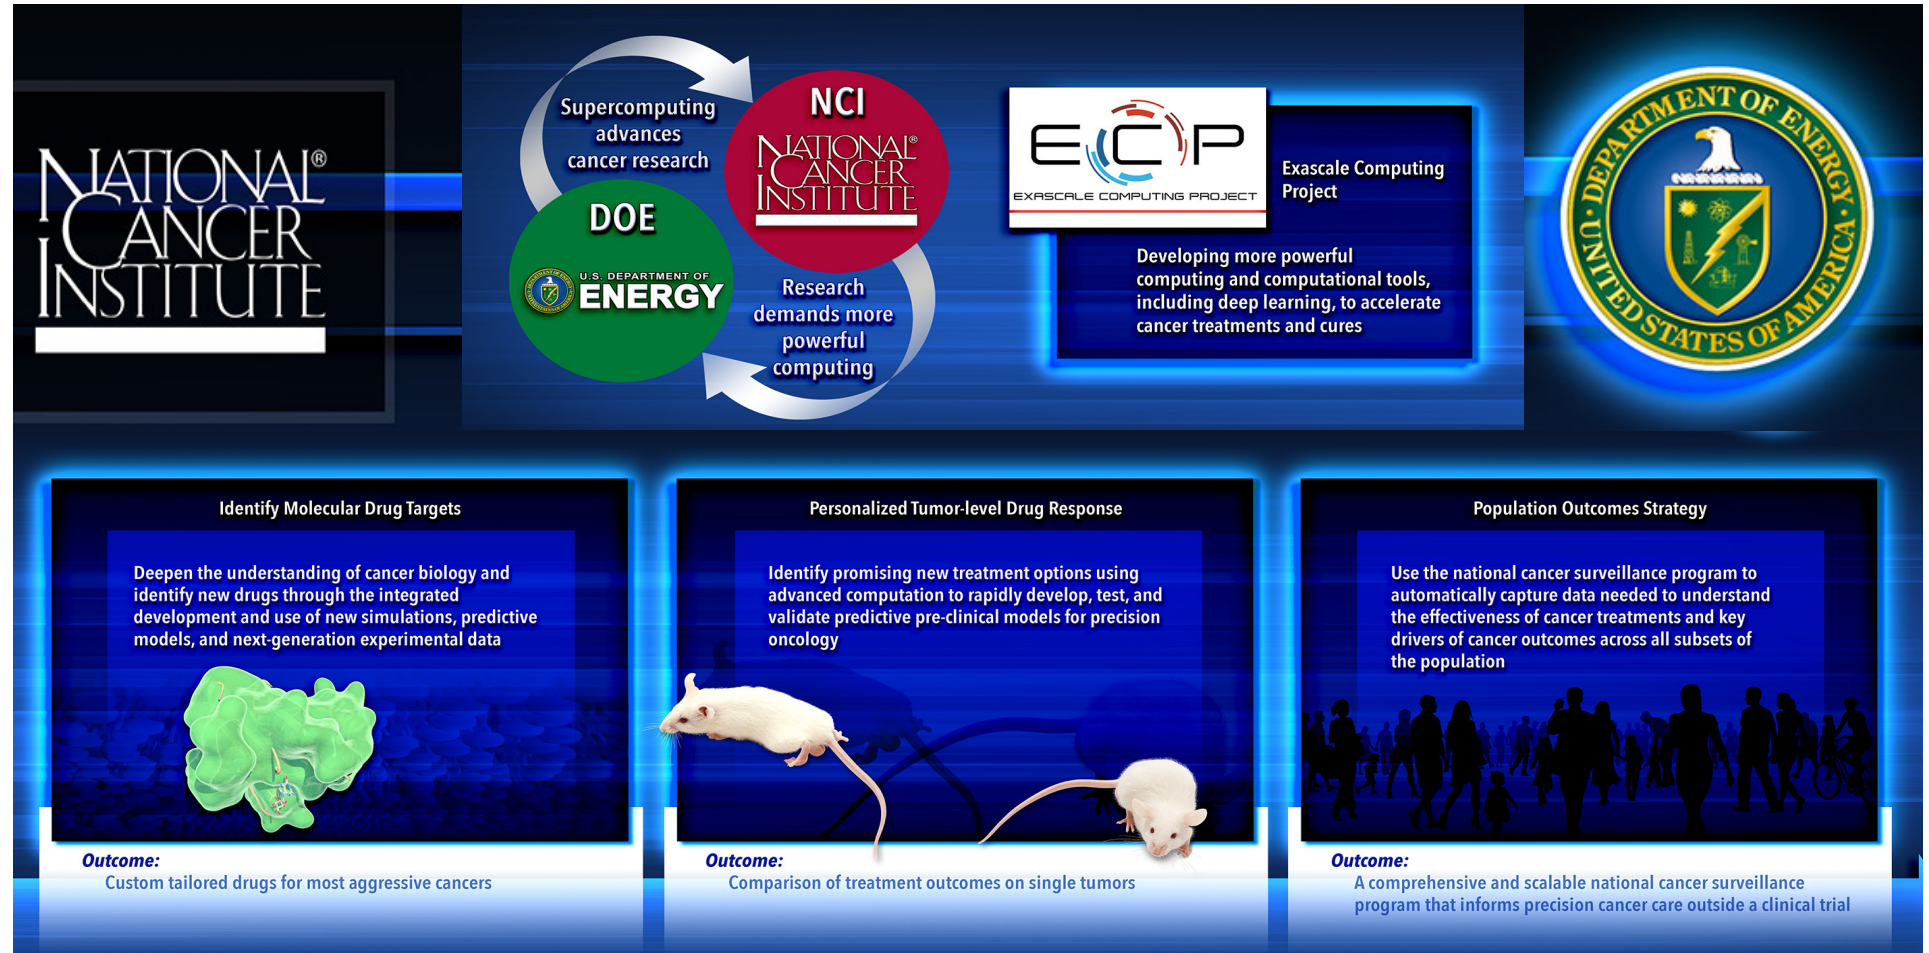 NATIONAL®
CANCER
INSTITUTE
Supercomputing
advances
cancer research
NCI
NATIONAL®
CANCER
INSTITUTE
DOE
U.S. DEPARTMENT OF
ENERGY
Research
demands more
powerful
computing
ECP
EXASCALE COMPUTING PROJECT
Exascale Computing
Project
Developing more powerful
computing and computational tools,
including deep learning, to accelerate
cancer treatments and cures
DEPARTMENT OF ENERGY
UNITED STATES OF AMERICA
Identify Molecular Drug Targets
Deepen the understanding of cancer biology and
identify new drugs through the integrated
development and use of new simulations, predictive
models, and next-generation experimental data
Outcome:
Custom tailored drugs for most aggressive cancers
Personalized Tumor-level Drug Response
Identify promising new treatment options using
advanced computation to rapidly develop, test, and
validate predictive pre-clinical models for precision
oncology
Outcome:
Comparison of treatment outcomes on single tumors
Population Outcomes Strategy
Use the national cancer surveillance program to
automatically capture data needed to understand
the effectiveness of cancer treatments and key
drivers of cancer outcomes across all subsets of
the population
Outcome:
A comprehensive and scalable national cancer surveillance
program that informs precision cancer care outside a clinical trial